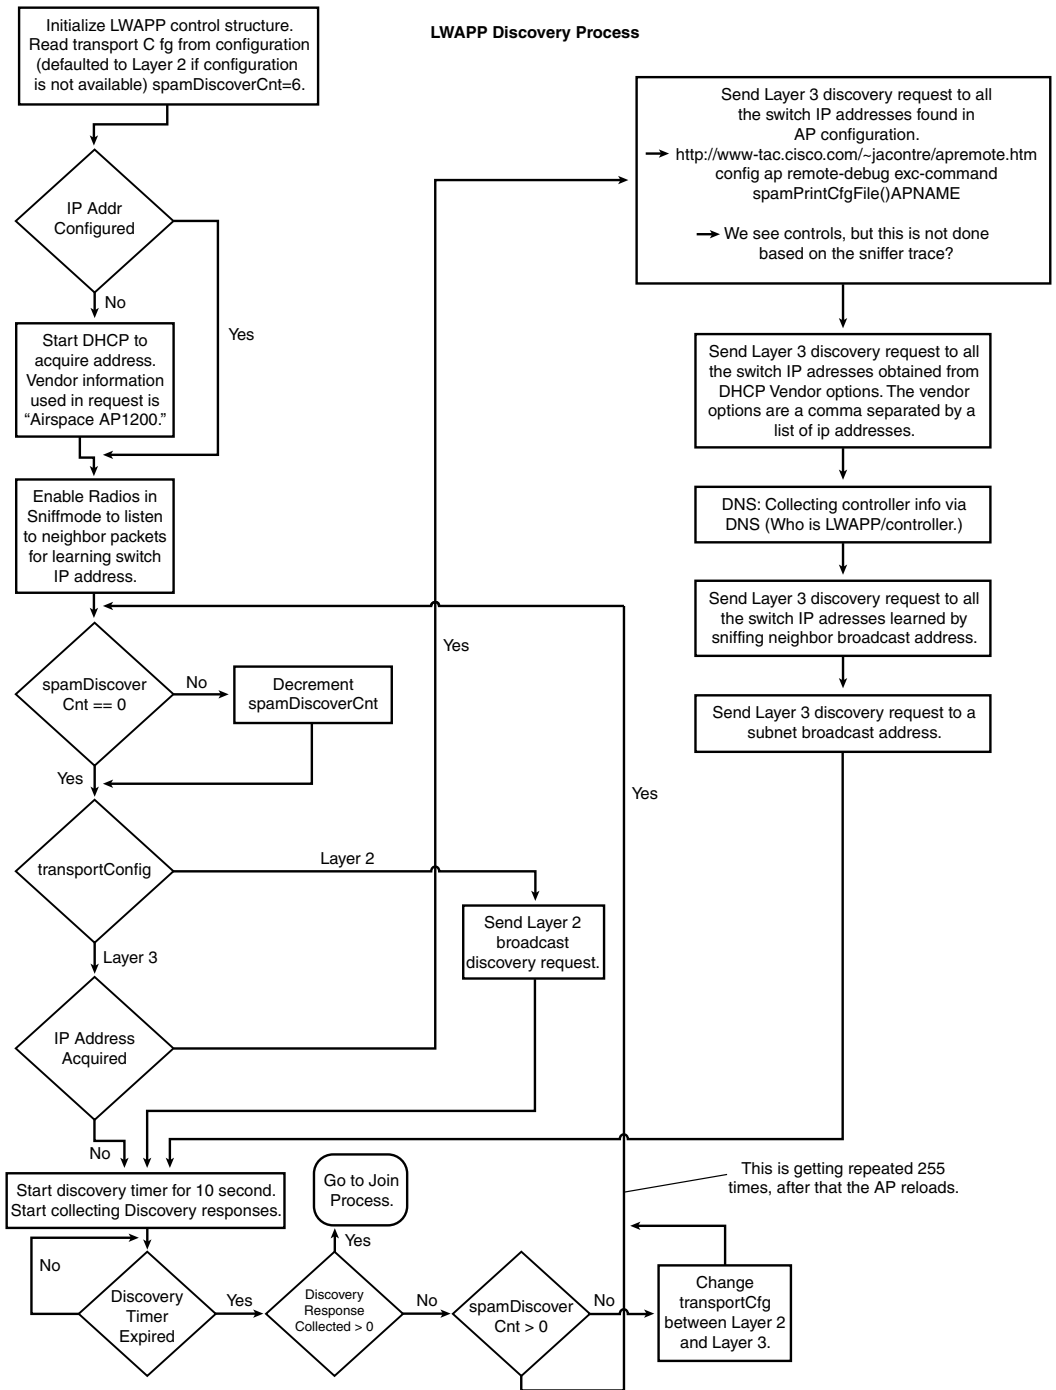 LWAPP Discovery Process
Initialize LWAPP control structure.
Read transport C fg from configuration
(defaulted to Layer 2 if configuration
is not available) spamDiscoverCnt=6.
IP Addr
Configured
No
Yes
Start DHCP to
acquire address.
Vendor information
used in request is
“Airspace AP1200.”
Enable Radios in
Sniffmode to listen
to neighbor packets
for learning switch
IP address.
spamDiscover
Cnt == 0
No
Decrement
spamDiscoverCnt
Yes
transportConfig
Layer 2
Send Layer 2
broadcast
discovery request.
Layer 3
IP Address
Acquired
Yes
No
Send Layer 3 discovery request to all
the switch IP addresses found in
AP configuration.
http://www-tac.cisco.com/~jacontre/apremote.htm
config ap remote-debug exc-command
spamPrintCfgFile()APNAME
We see controls, but this is not done
based on the sniffer trace?
Send Layer 3 discovery request to all
the switch IP adresses obtained from
DHCP Vendor options. The vendor
options are a comma separated by a
list of ip addresses.
DNS: Collecting controller info via
DNS (Who is LWAPP/controller.)
Send Layer 3 discovery request to all
the switch IP adresses learned by
sniffing neighbor broadcast address.
Send Layer 3 discovery request to a
subnet broadcast address.
Start discovery timer for 10 second.
Start collecting Discovery responses.
No
Discovery
Timer
Expired
Yes
Discovery
Response
Collected > 0
Yes
Go to Join
Process.
No
spamDiscover
Cnt > 0
No
Yes
Change
transportCfg
between Layer 2
and Layer 3.
This is getting repeated 255
times, after that the AP reloads.